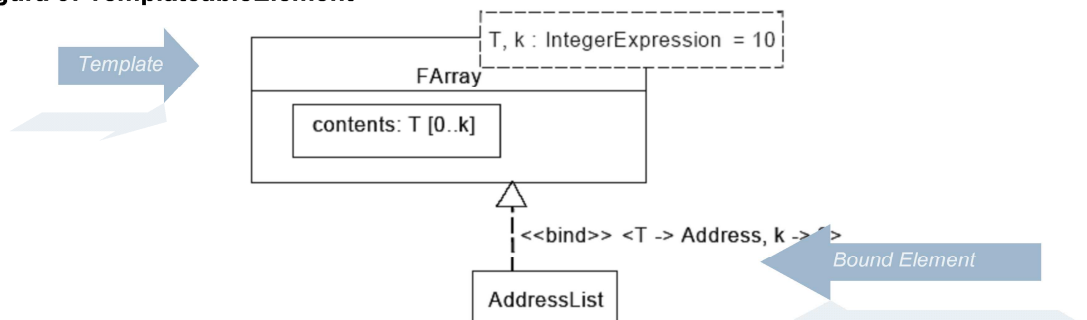 T, k : IntegerExpression = 10
Template
FArray
contents: T [0..k]
<<bind>> <T -> Address, k -> >
Bound Element
AddressList